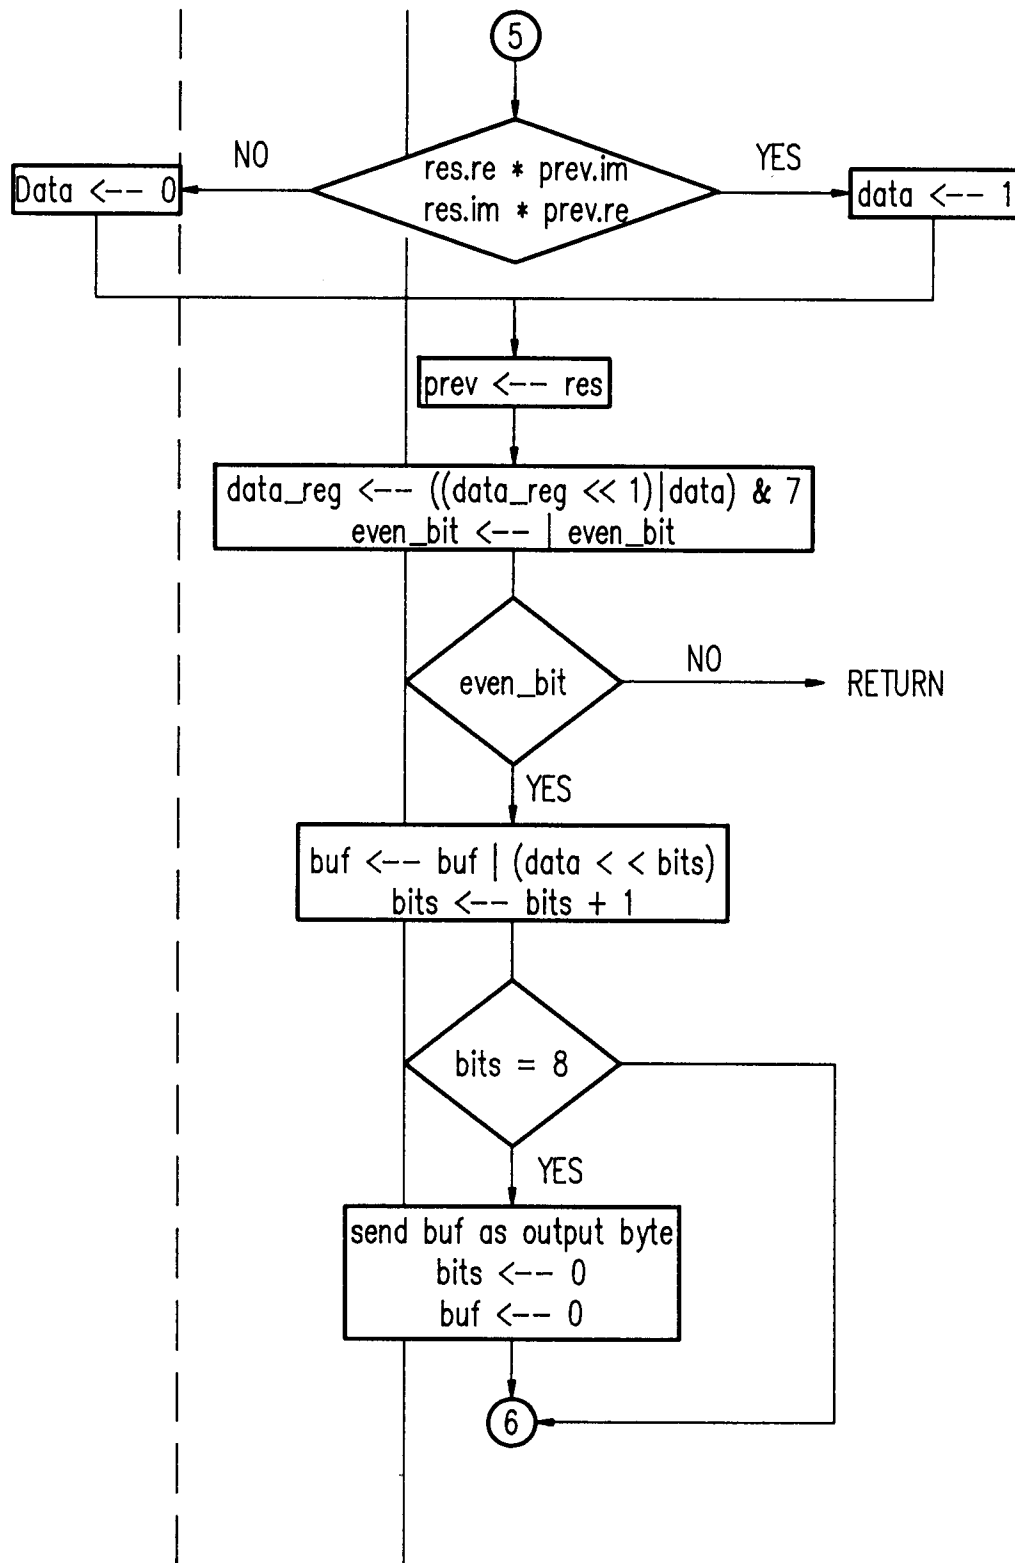 5
NO
YES
Data <-- 0
res.re * prev.im
res.im * prev.re
data <-- 1
prev <-- res
data_reg <-- ((data_reg << 1)|data) & 7
even_bit <-- | even_bit
even_bit
NO
RETURN
YES
buf <-- buf | (data < < bits)
bits <-- bits + 1
bits = 8
YES
send buf as output byte
bits <-- 0
buf <-- 0
6